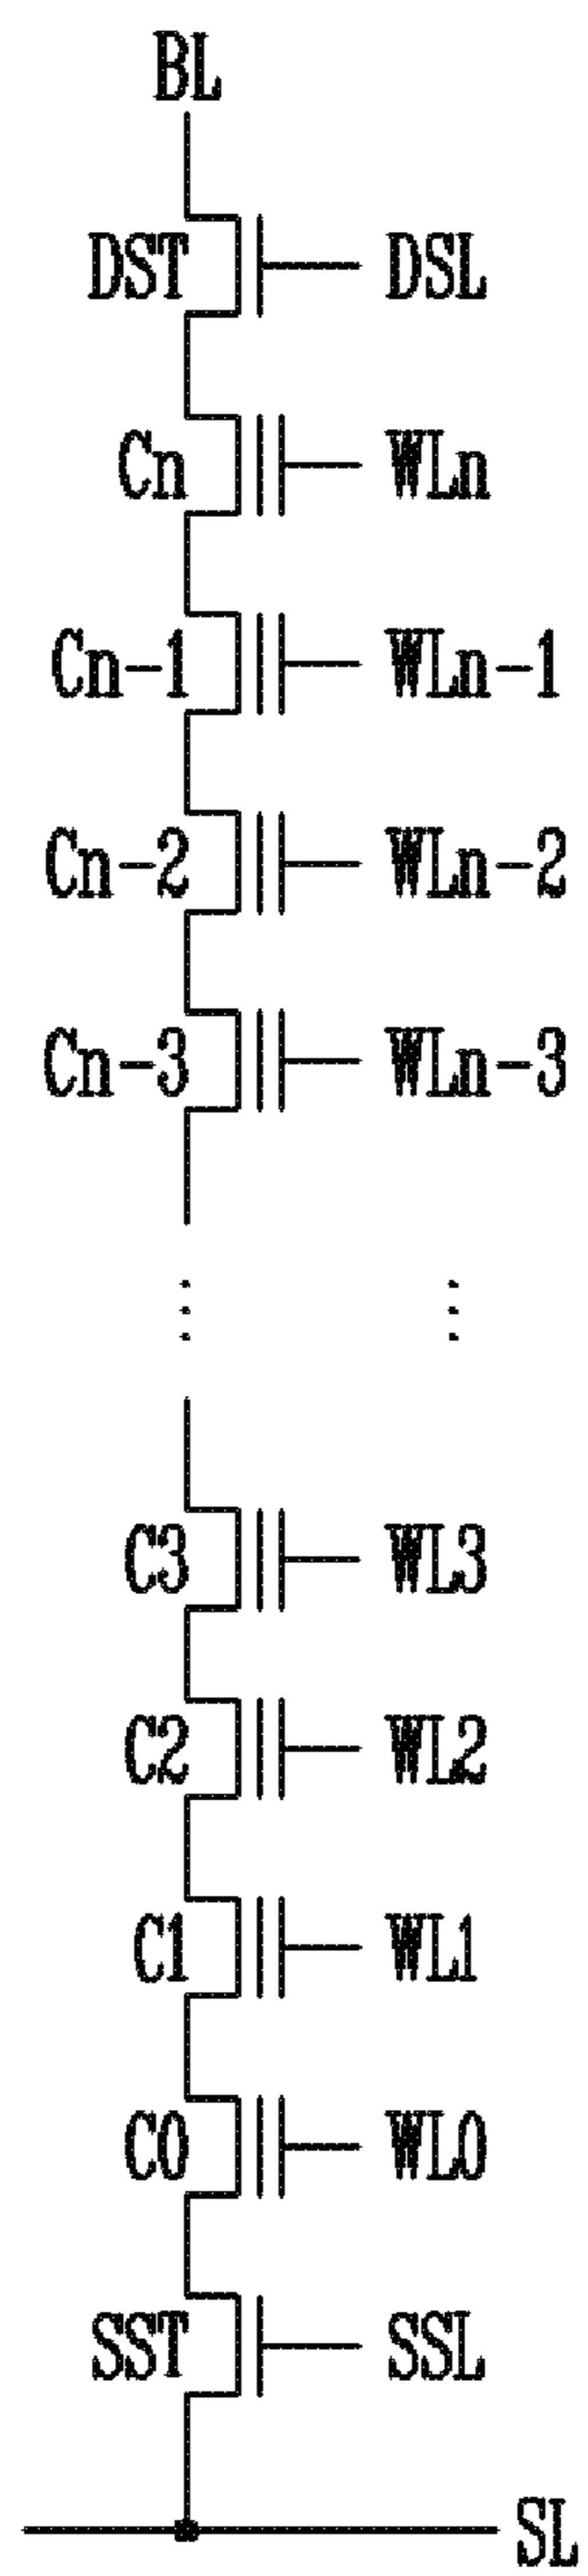 BL
DST DSL
Cn WLn
Cn-1 WLn-1
Cn-2 WLn-2
Cn-3 WLn-3
C3 WL3
C2 WL2
C1 WL1
C0 WL0
SST SSL
SL